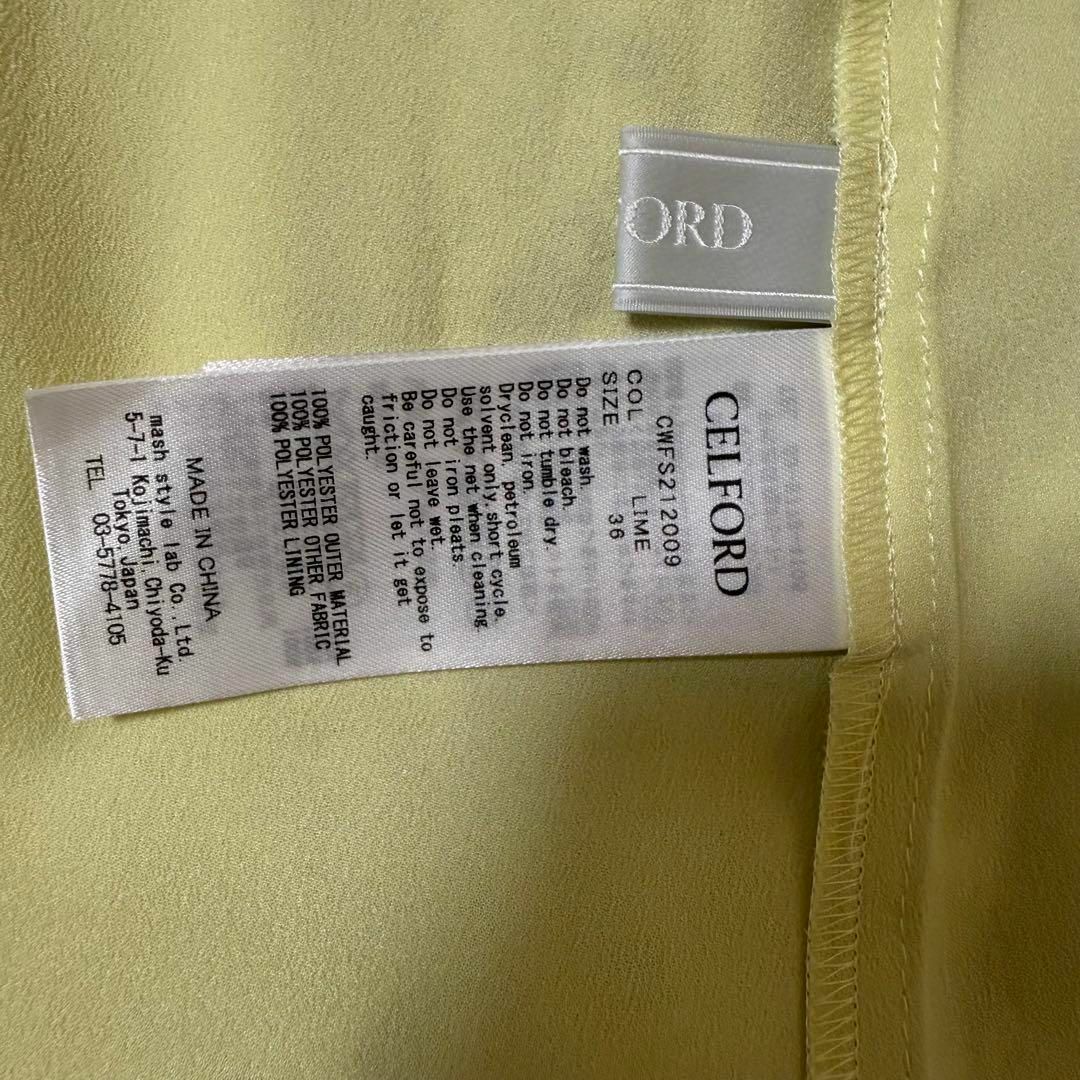 ORD
CELFORD
CWFS212009
COL LIME
SIZE 36
Do not wash.
Do not bleach.
Do not tumble dry.
Do not iron.
Dryclean, petroleum
solvent only, short cycle.
Use the net when cleaning.
Do not iron pleats.
Do not leave wet.
Be careful not to expose to
friction or let it get
caught.
100% POLYESTER OUTER MATERIAL
100% POLYESTER OTHER FABRIC
100% POLYESTER LINING
MADE IN CHINA
mash style lab Co., Ltd.
5-7-1 Kojimachi, Chiyoda-Ku
Tokyo, Japan
TEL 03-5778-4105